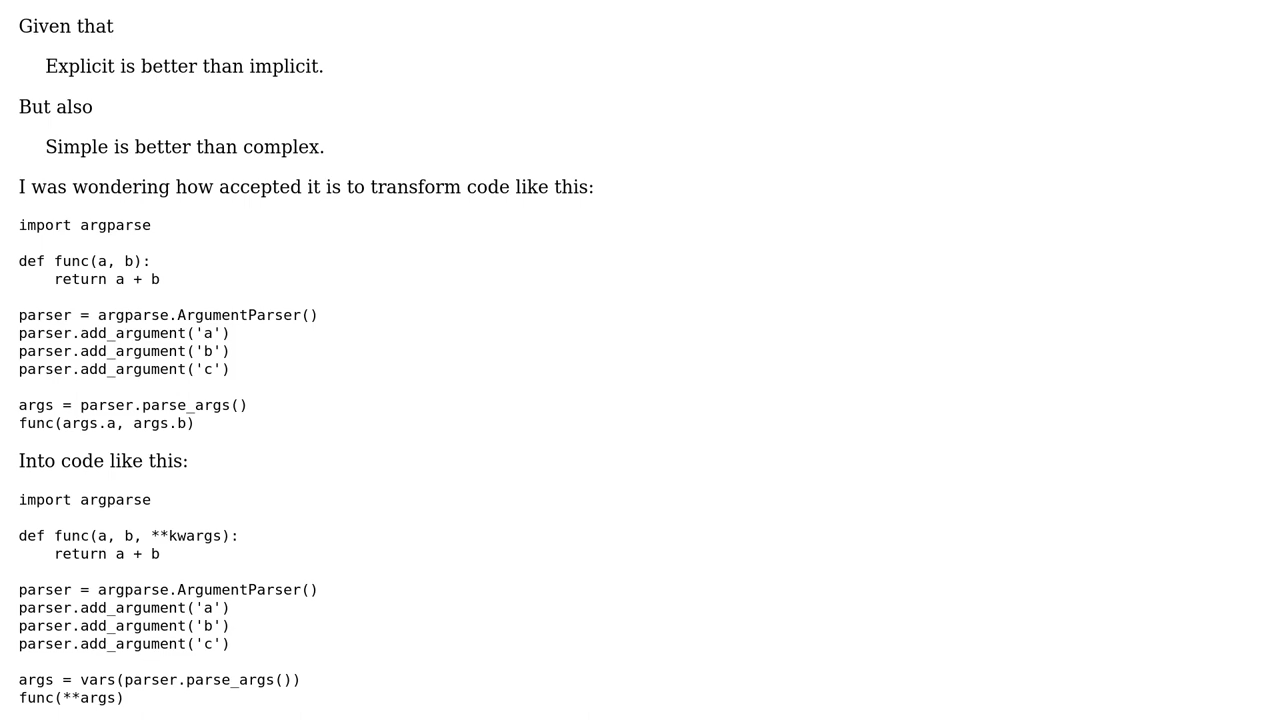 Given that
Explicit is better than implicit.
But also
Simple is better than complex.
I was wondering how accepted it is to transform code like this:
import argparse
def func(a, b):
    return a + b
parser = argparse.ArgumentParser()
parser.add_argument('a')
parser.add_argument('b')
parser.add_argument('c')
args = parser.parse_args()
func(args.a, args.b)
Into code like this:
import argparse
def func(a, b, **kwargs):
    return a + b
parser = argparse.ArgumentParser()
parser.add_argument('a')
parser.add_argument('b')
parser.add_argument('c')
args = vars(parser.parse_args())
func(**args)